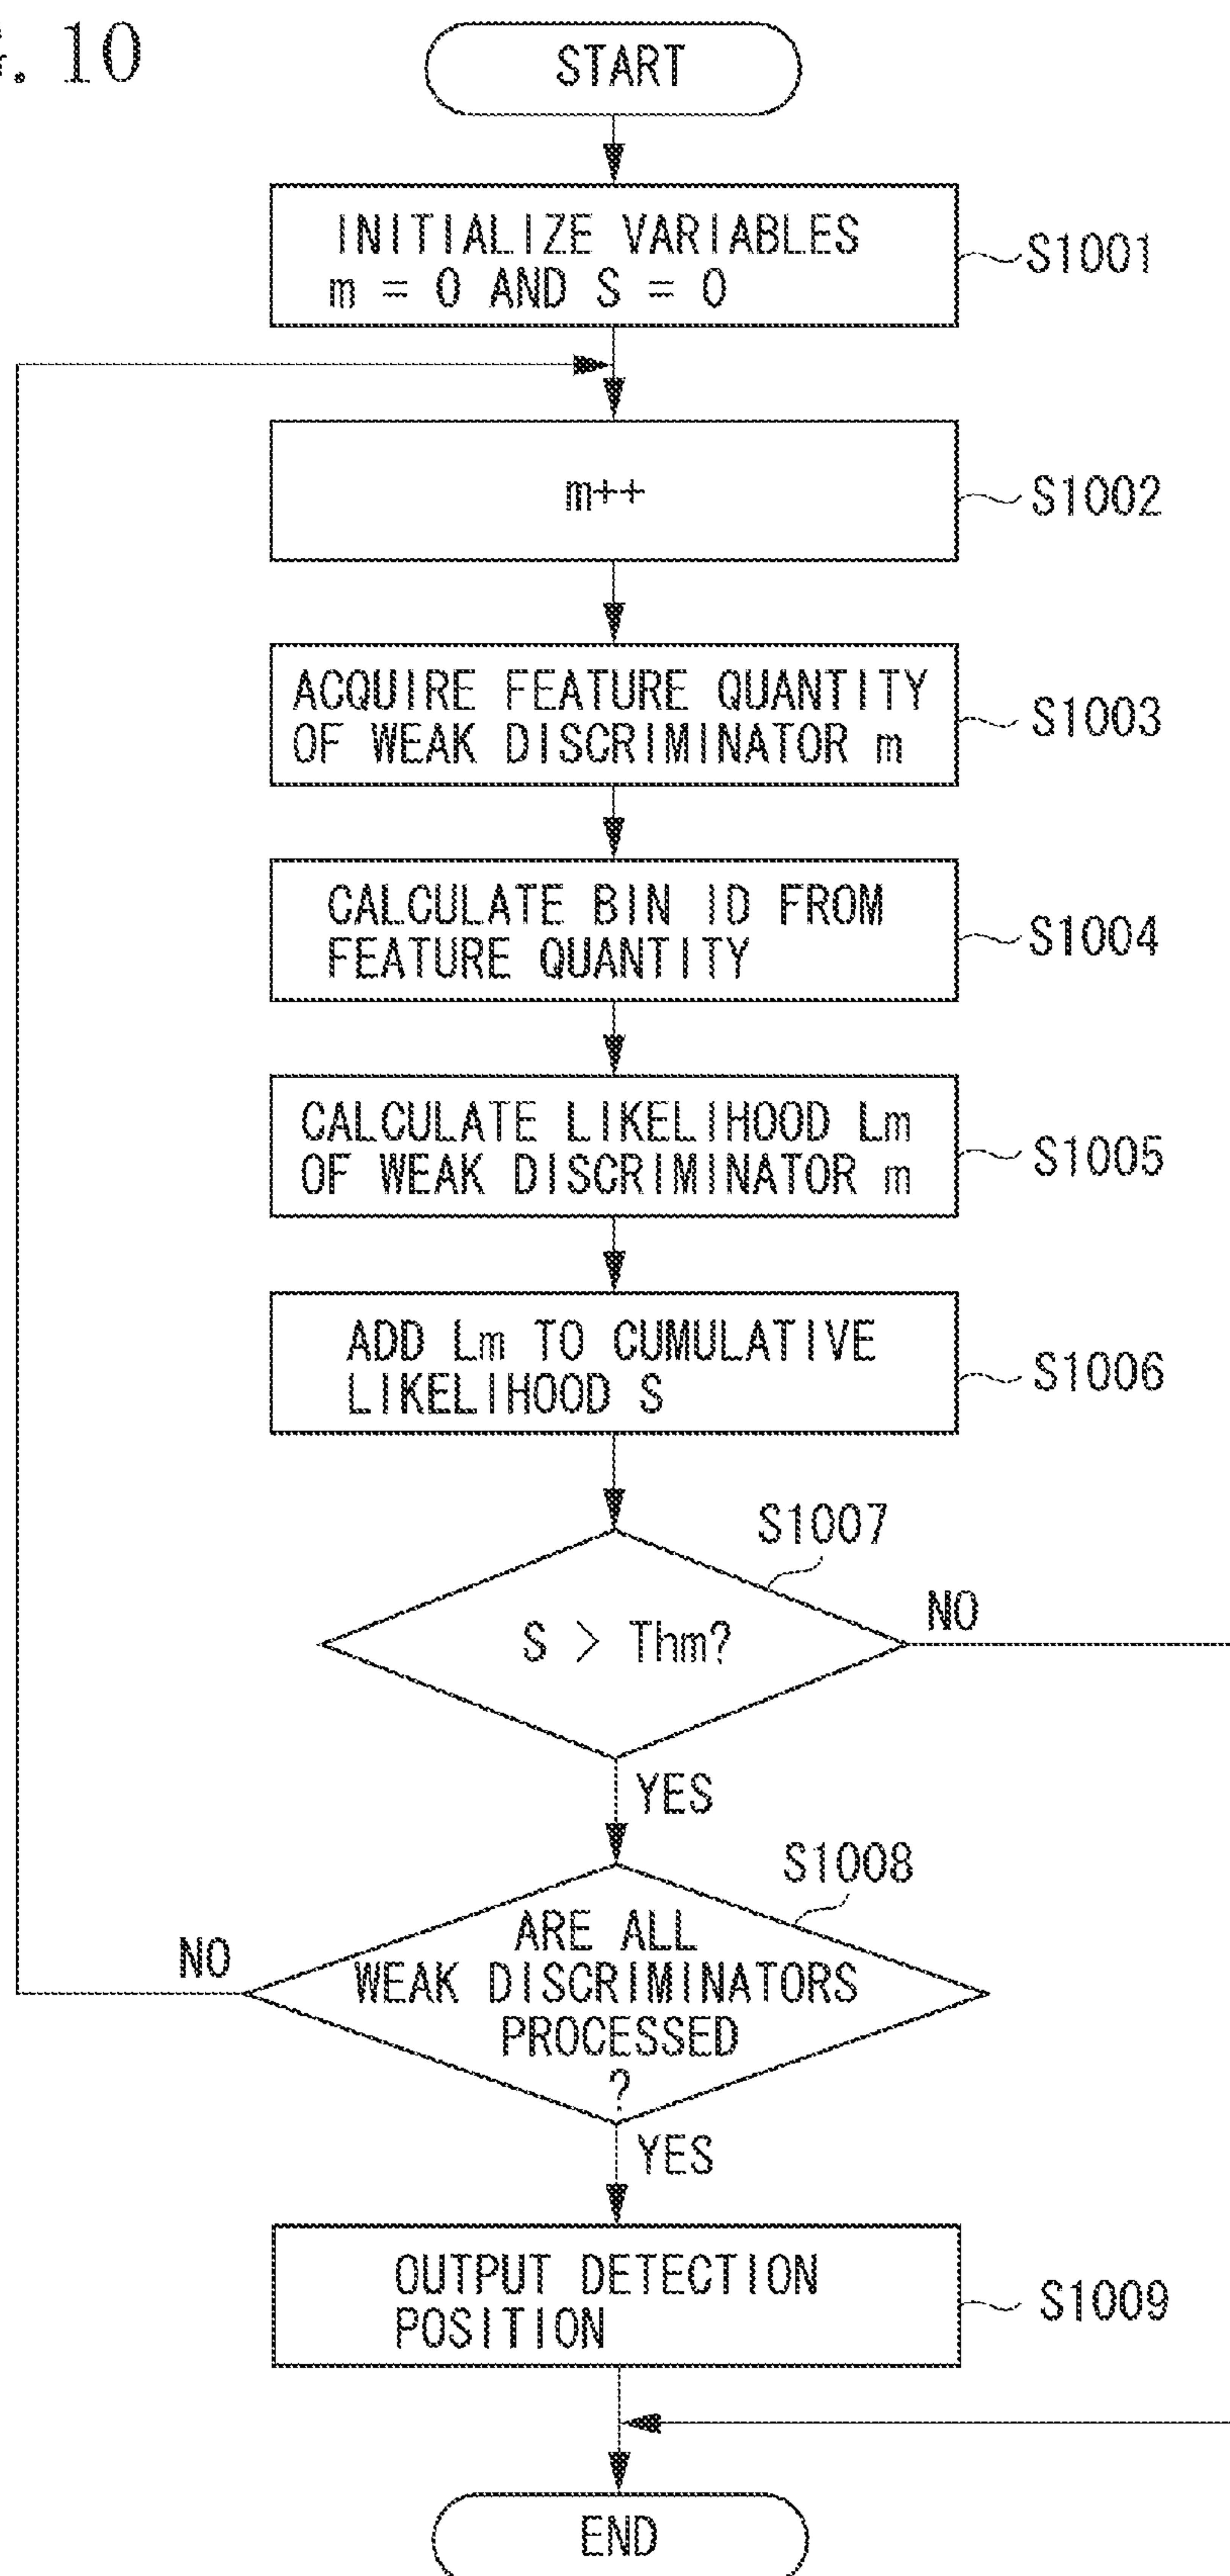 . 10
START
INITIALIZE VARIABLES
m = 0 AND S = 0
S1001
m++
S1002
ACQUIRE FEATURE QUANTITY
OF WEAK DISCRIMINATOR m
S1003
CALCULATE BIN ID FROM
FEATURE QUANTITY
S1004
CALCULATE LIKELIHOOD Lm
OF WEAK DISCRIMINATOR m
S1005
ADD Lm TO CUMULATIVE
LIKELIHOOD S
S1006
S1007
S > Thm?
NO
YES
S1008
ARE ALL
WEAK DISCRIMINATORS
PROCESSED
?
NO
YES
OUTPUT DETECTION
POSITION
S1009
END